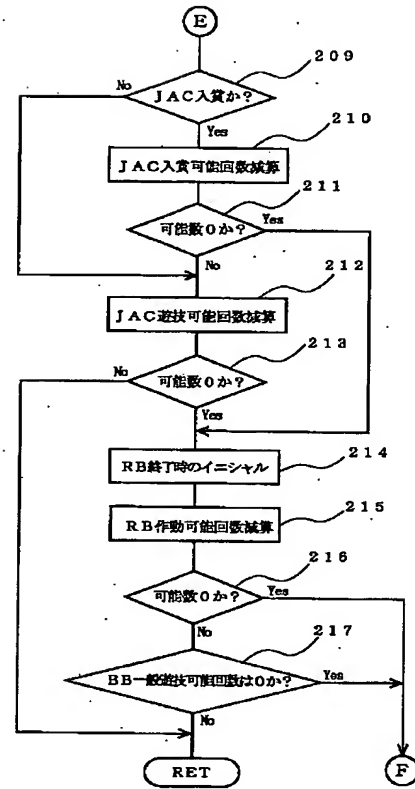 E
209
JAC入賞か?
No
210
Yes
JAC入賞可能回数減算
211
可能数0か?
Yes
No
212
JAC遊技可能回数減算
213
No
可能数0か?
Yes
214
RB終了時のイニシャル
215
RB作動可能回数減算
216
可能数0か?
Yes
No
217
BB一般遊技可能回数は0か?
Yes
No
RET
F